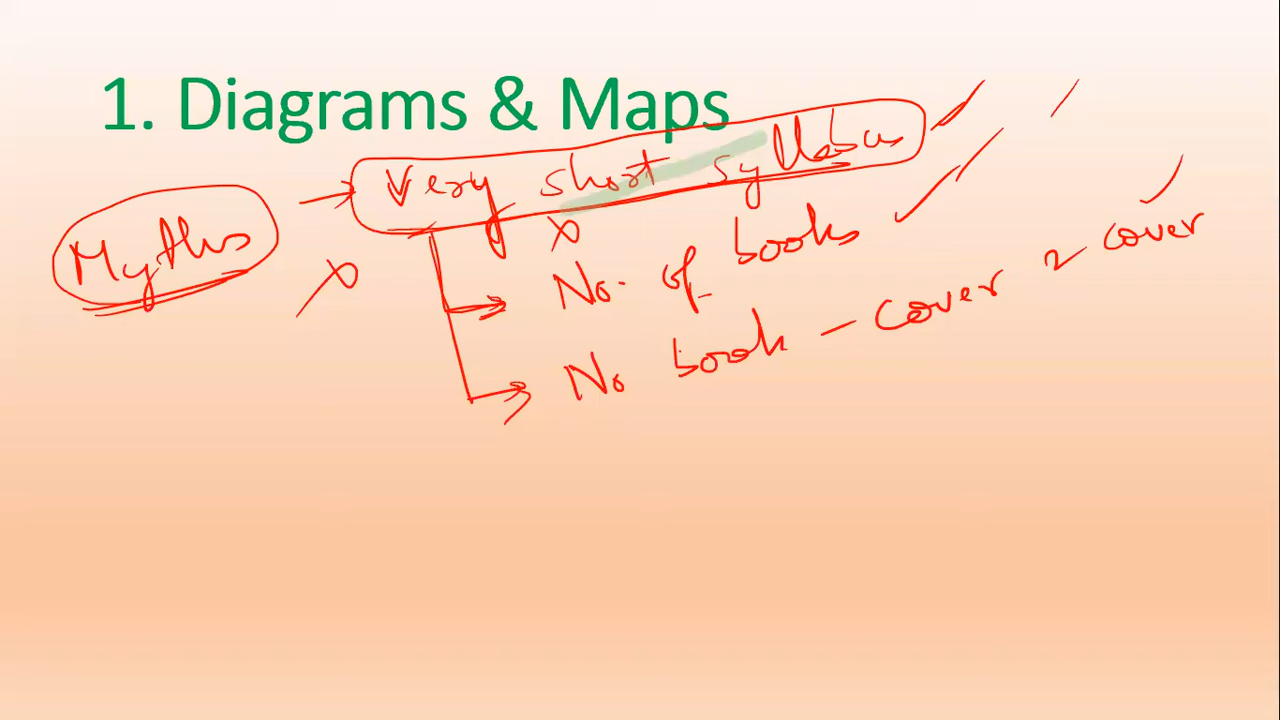 1. Diagrams & Maps
Myths → Very short syllabus
No. of books
No book - cover 2 cover